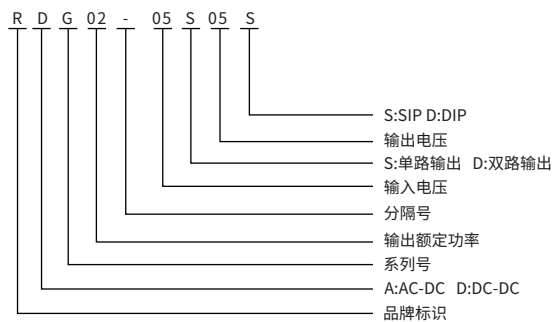 R D G 02 - 05 S 05 S
S:SIP D:DIP
输出电压
S:单路输出 D:双路输出
输入电压
分隔号
输出额定功率
系列号
A:AC-DC D:DC-DC
品牌标识